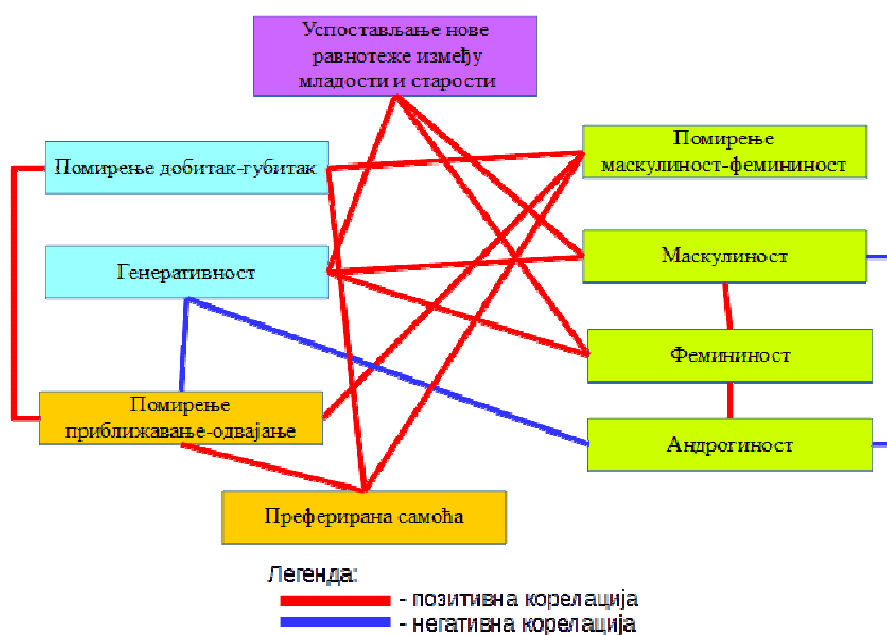 Успостављање нове
равнотеже између
младости и старости
Помирење добитак-губитак
Помирење
маскулиност-фемининост
Генеративност
Маскулиност
Фемининост
Помирење
приближавање-одвајање
Андрогиност
Преферирана самоћа
Легенда:
- позитивна корелација
- негативна корелација